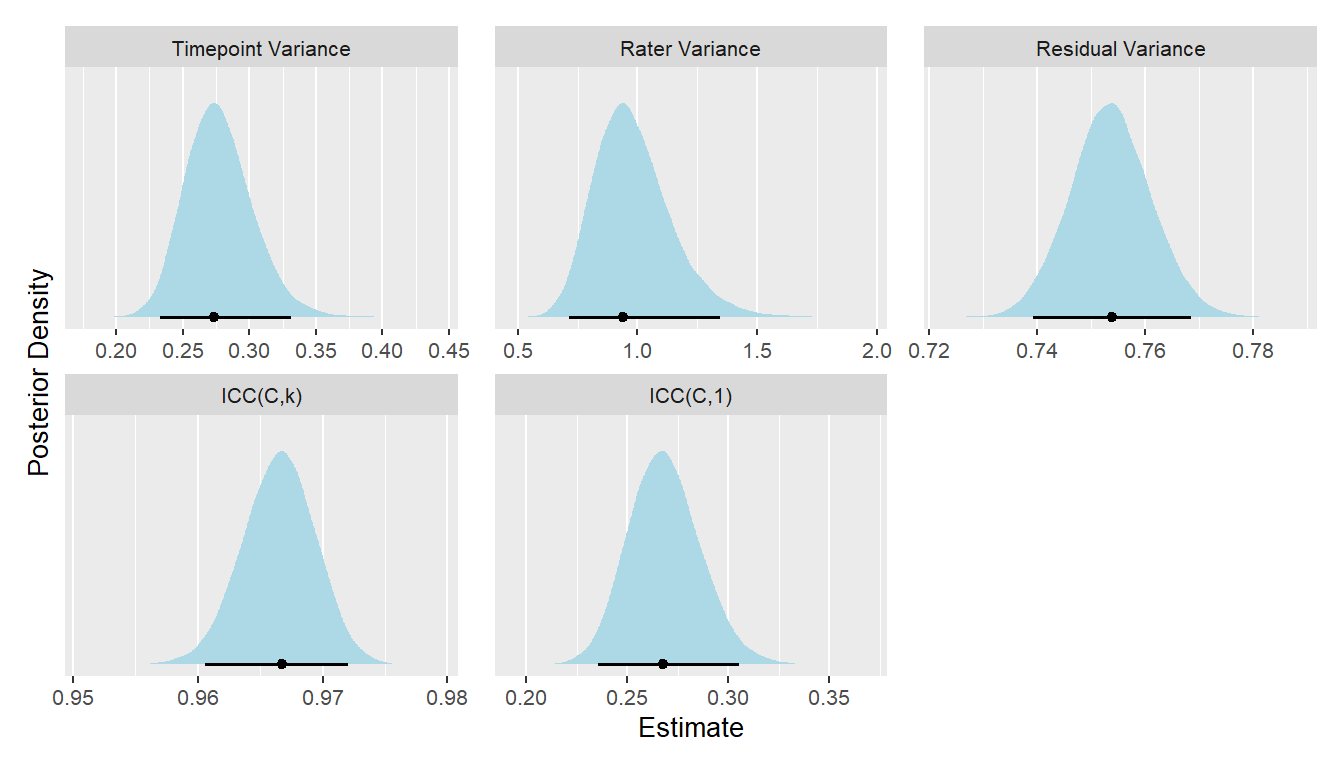 Timepoint Variance Rater Variance Residual Variance
0.20 0.25 0.30 0.35 0.40 0.45 0.5 1.0 1.5 2.0 0.72 0.74 0.76 0.78
Posterior Density
ICC(C,k) ICC(C,1)
0.95 0.96 0.97 0.98 0.20 0.25 0.30 0.35
Estimate